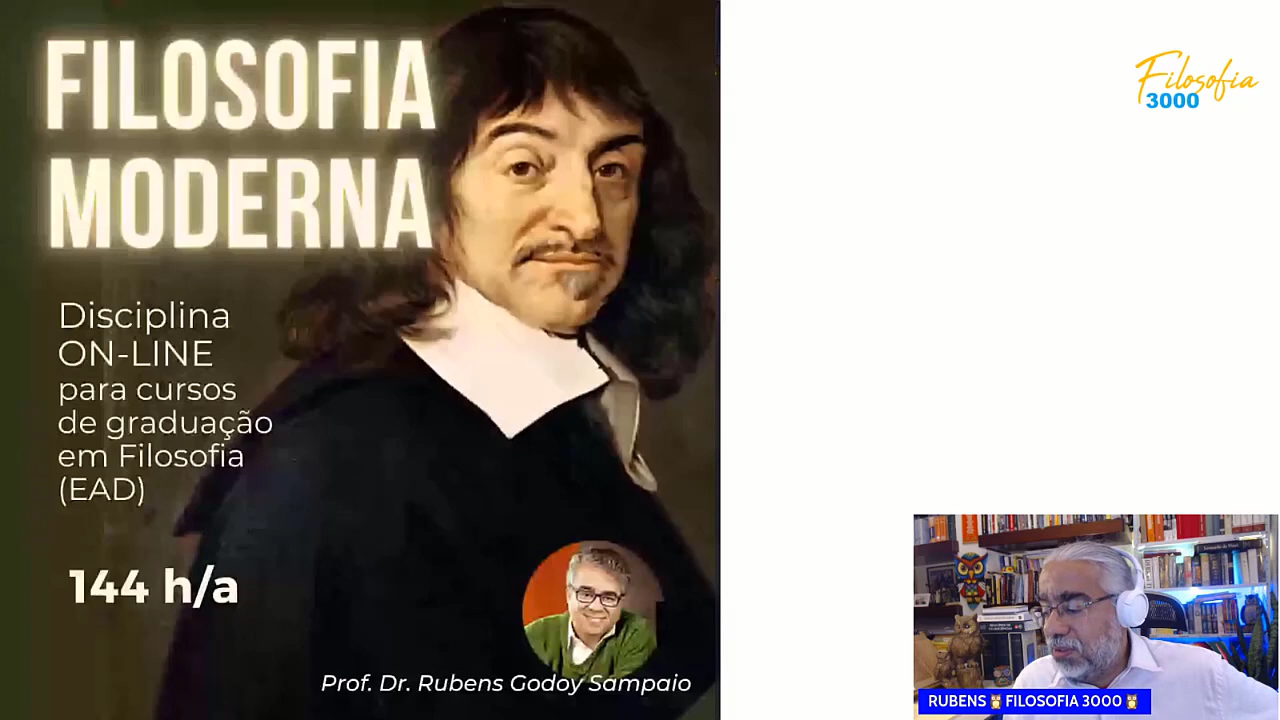 FILOSOFIA
MODERNA
Disciplina
ON-LINE
para cursos
de graduação
em Filosofia
(EAD)
144 h/a
Prof. Dr. Rubens Godoy Sampaio
Filosofia
3000
RUBENS🦉FILOSOFIA 3000🦉